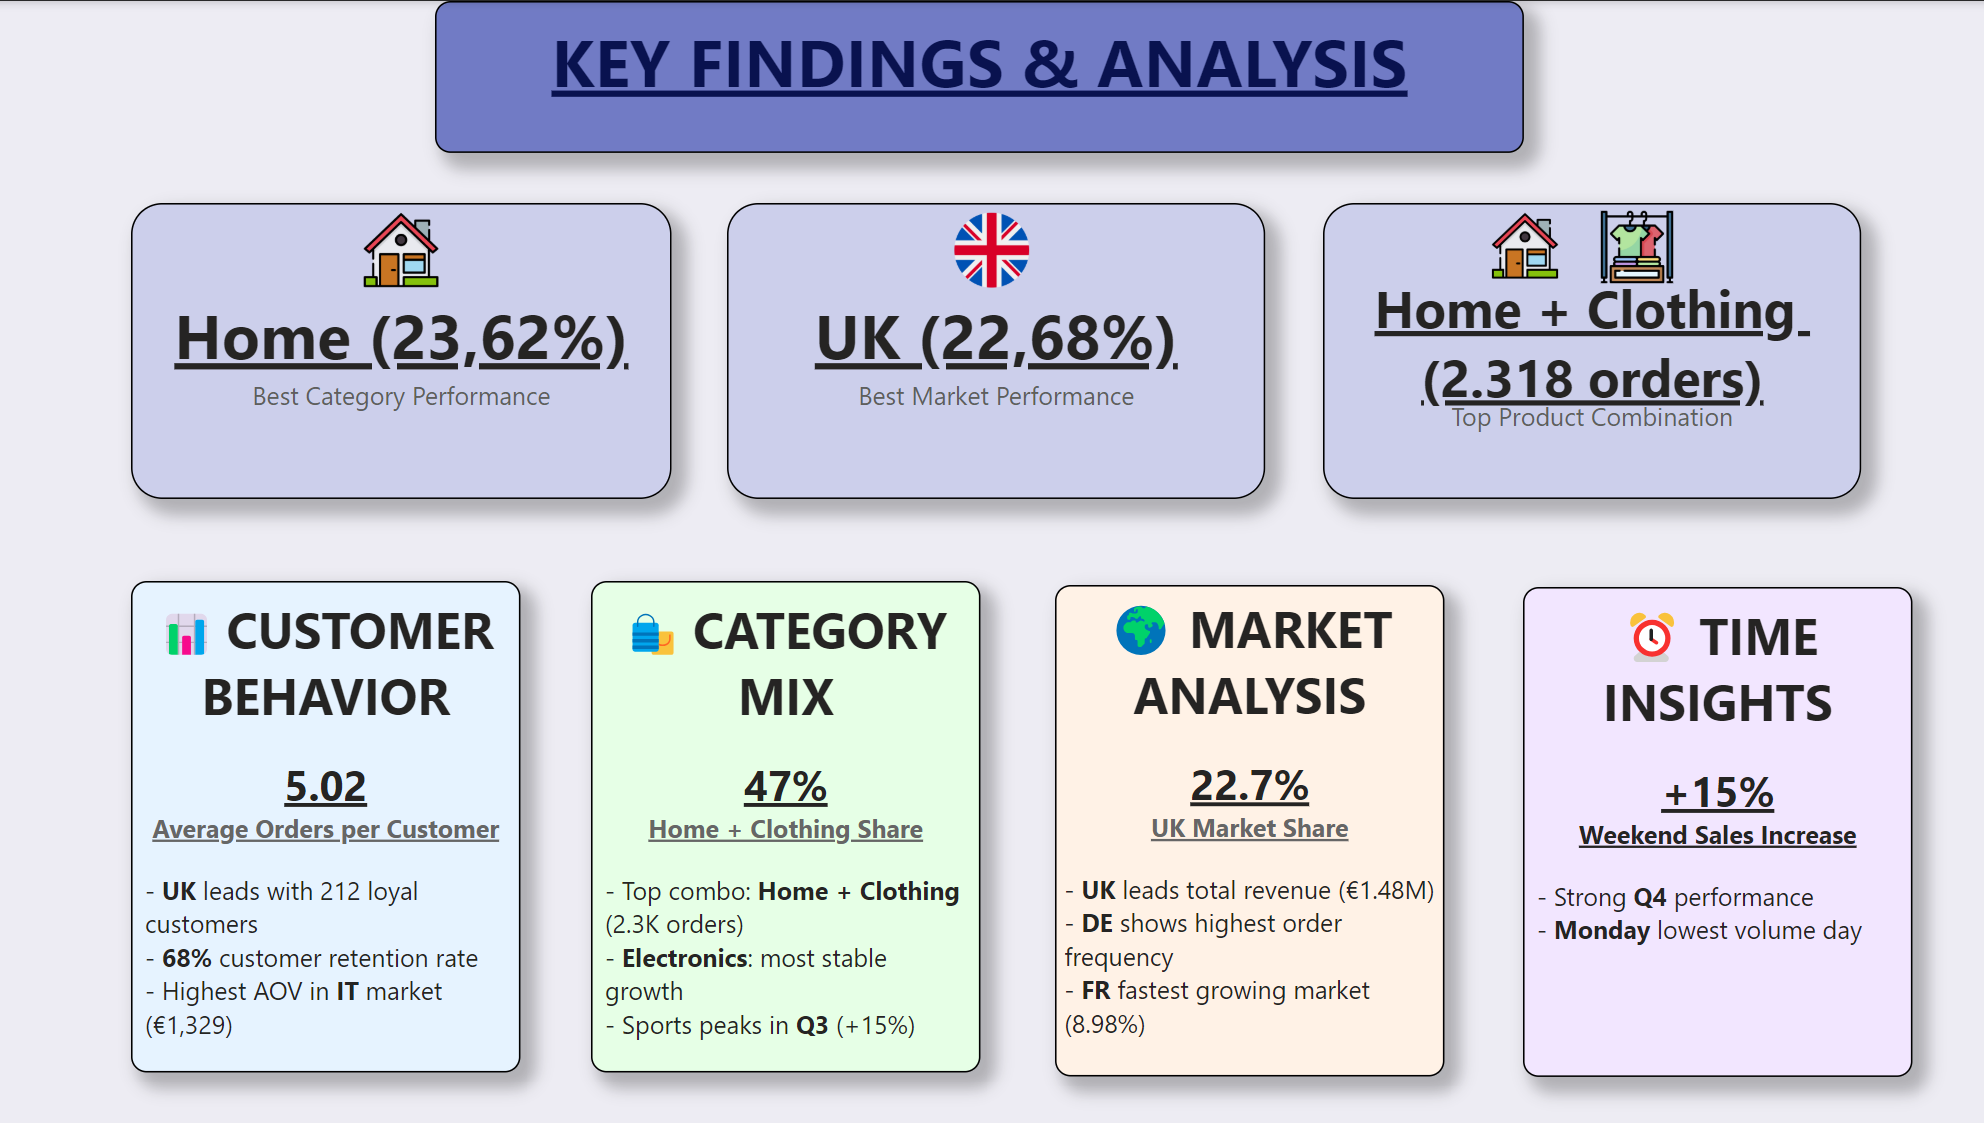 KEY FINDINGS & ANALYSIS
Home (23,62%)
Best Category Performance
UK (22,68%)
Best Market Performance
Home + Clothing
(2.318 orders)
Top Product Combination
CUSTOMER
BEHAVIOR
5.02
Average Orders per Customer
- UK leads with 212 loyal
customers
- 68% customer retention rate
- Highest AOV in IT market
(€1,329)
CATEGORY
MIX
47%
Home + Clothing Share
- Top combo: Home + Clothing
(2.3K orders)
- Electronics: most stable
growth
- Sports peaks in Q3 (+15%)
MARKET
ANALYSIS
22.7%
UK Market Share
- UK leads total revenue (€1.48M)
- DE shows highest order
frequency
- FR fastest growing market
(8.98%)
TIME
INSIGHTS
+15%
Weekend Sales Increase
- Strong Q4 performance
- Monday lowest volume day